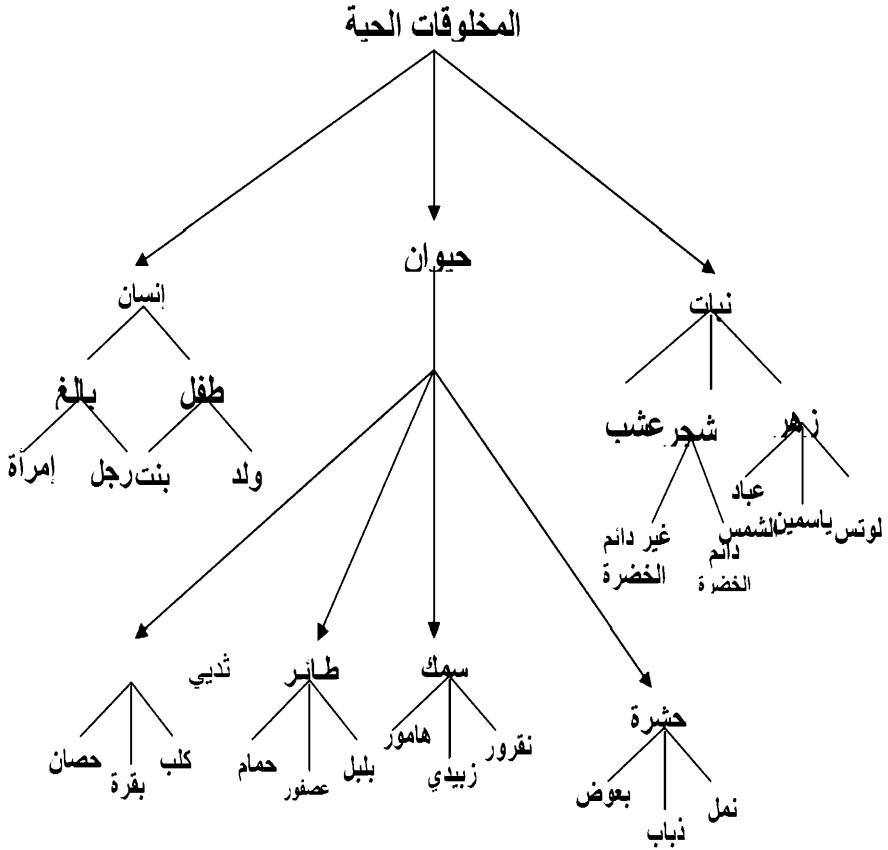 المخلوقات الحية
حيوان
إنسان
نبات
بالغ
طفل
إمرأة
رجل
بنت
ولد
عشب
شجر
زهر
غير دائم
الخضرة
دائم
الخضرة
عباد
الشمس
ياسمين
لوتس
ثديي
طائر
سمك
حشرة
حصان
بقرة
كلب
حمام
عصفور
بلبل
هامور
زبيدي
نقرور
بعوض
ذباب
نمل